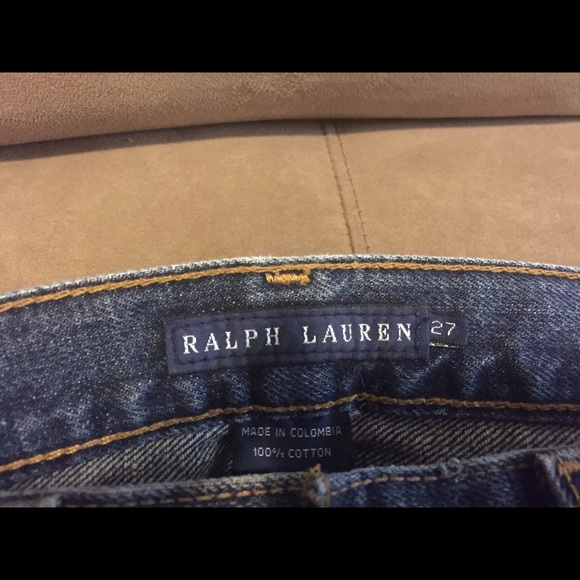 RALPH LAUREN 27
MADE IN COLOMBIA
100% COTTON